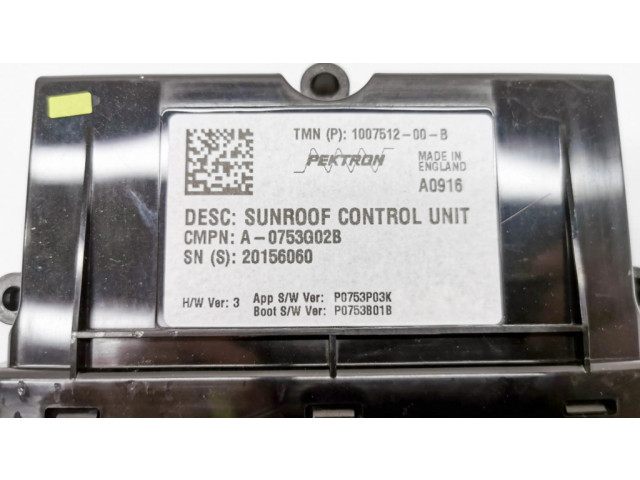 TMN (P): 1007512-00-B
PEKTRON
MADE IN
ENGLAND
A0916
DESC: SUNROOF CONTROL UNIT
CMPN: A-0753G02B
SN (S): 20156060
H/W Ver: 3 App S/W Ver: P0753P03K
Boot S/W Ver: P0753B01B